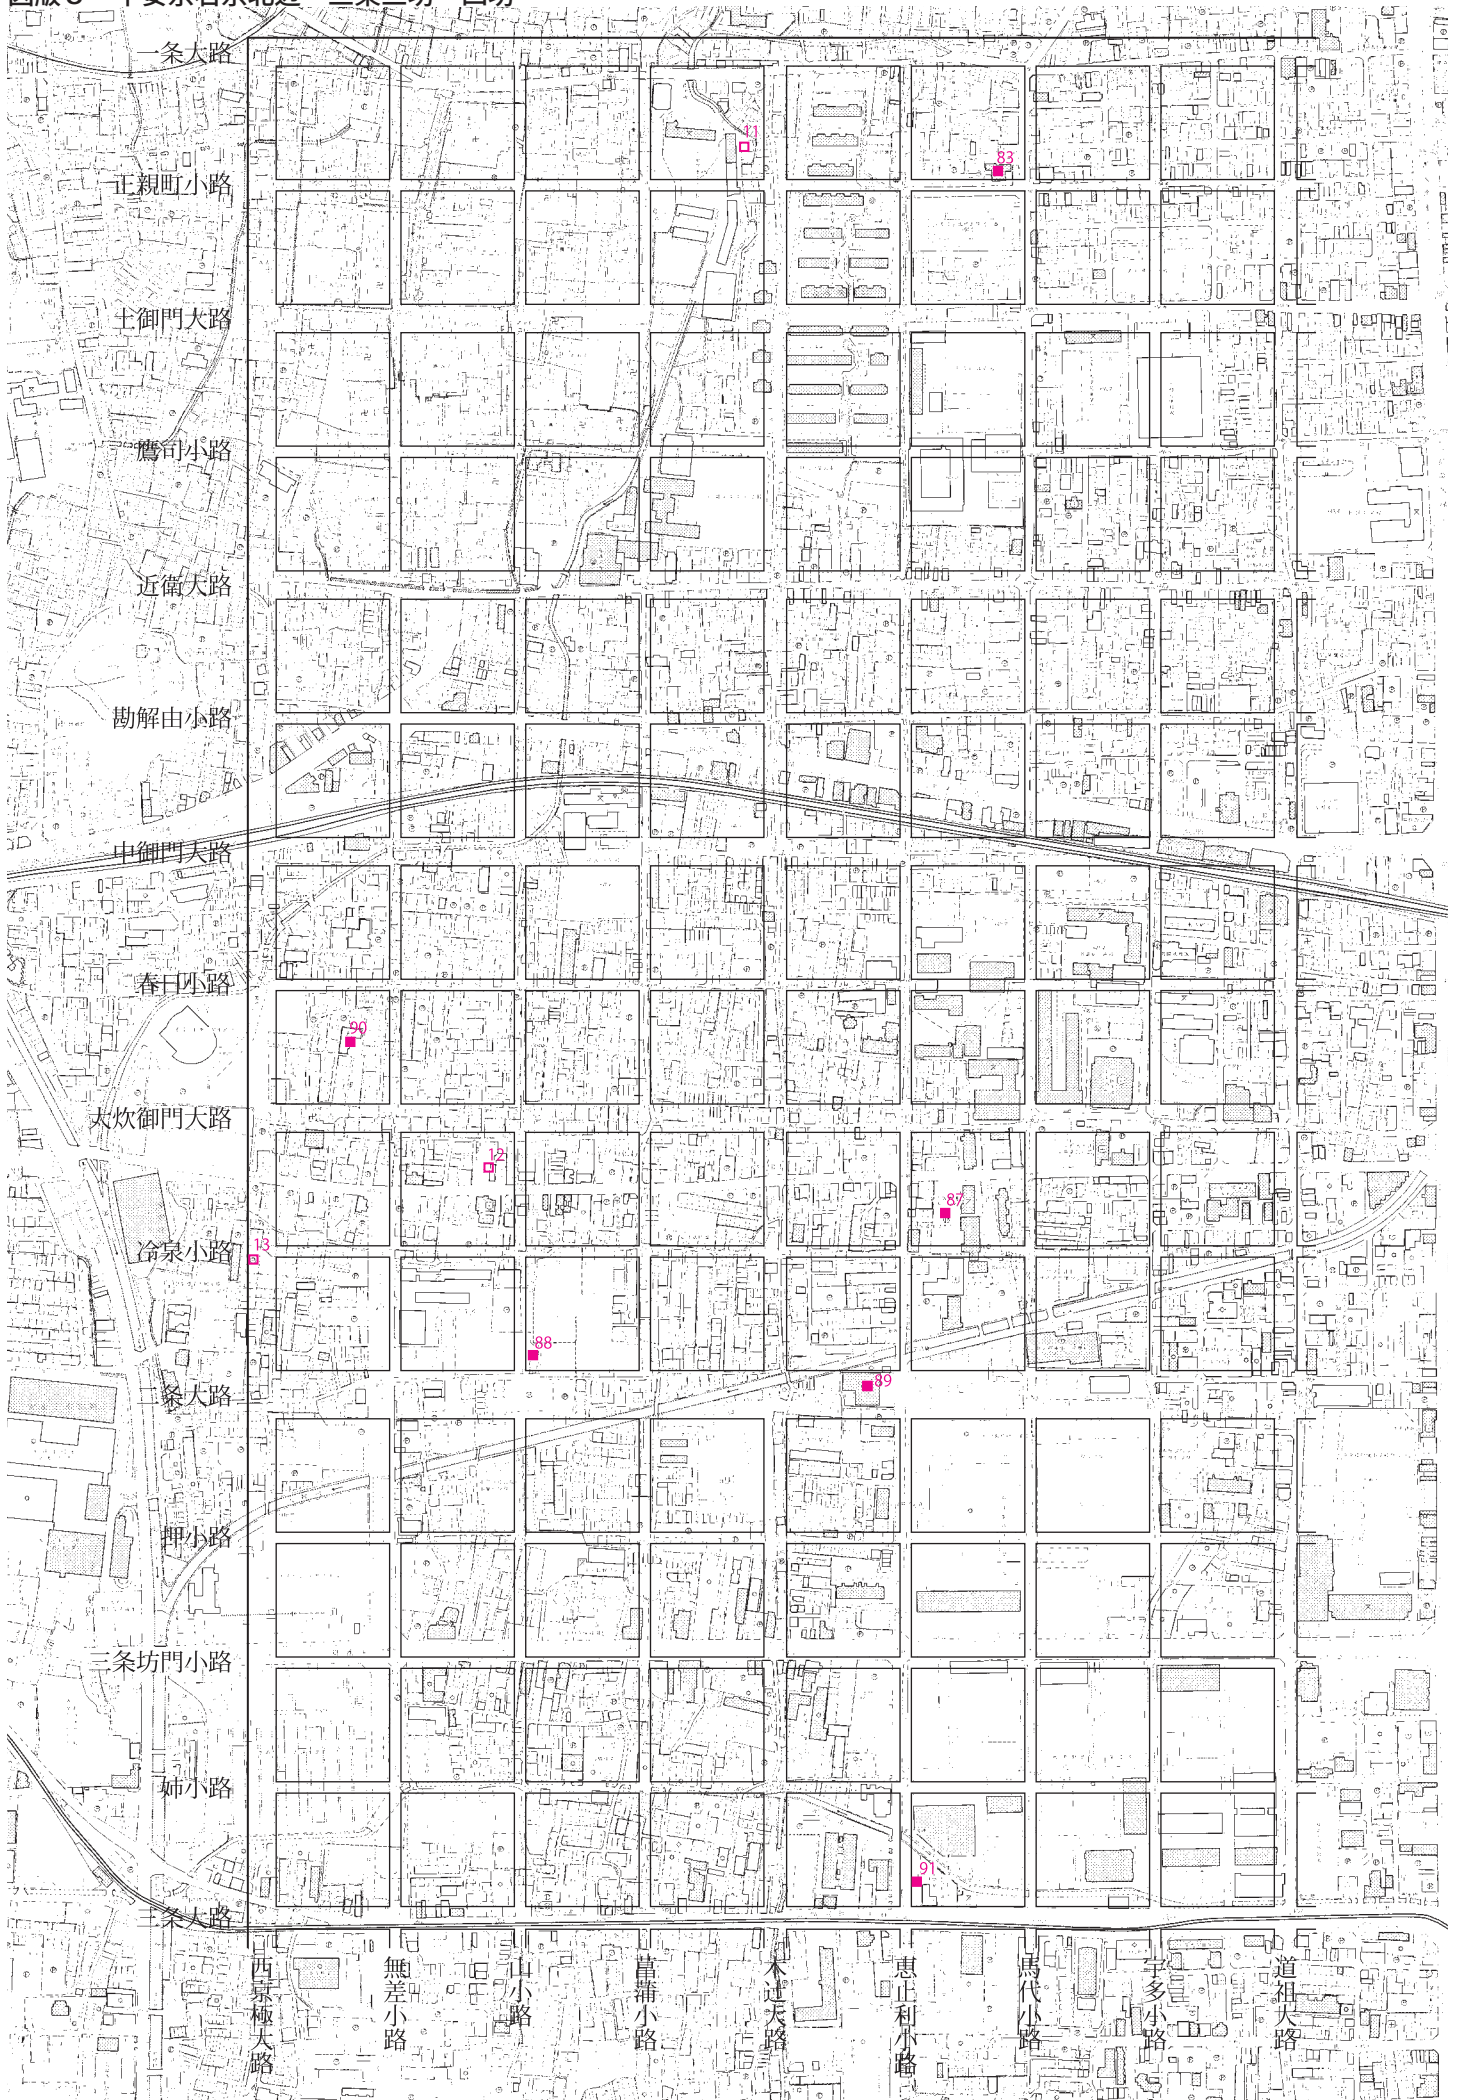 一条大路
11
83
正親町小路
土御門大路
鷹司小路
近衛大路
勘解由小路
中御門大路
春日小路
90
大炊御門大路
12
87
冷泉小路
13
88
89
二条大路
押小路
三条坊門小路
姉小路
91
三条大路
西京極大路
無差小路
山小路
菖蒲小路
木辻大路
恵止利小路
馬代小路
宇多小路
道祖大路